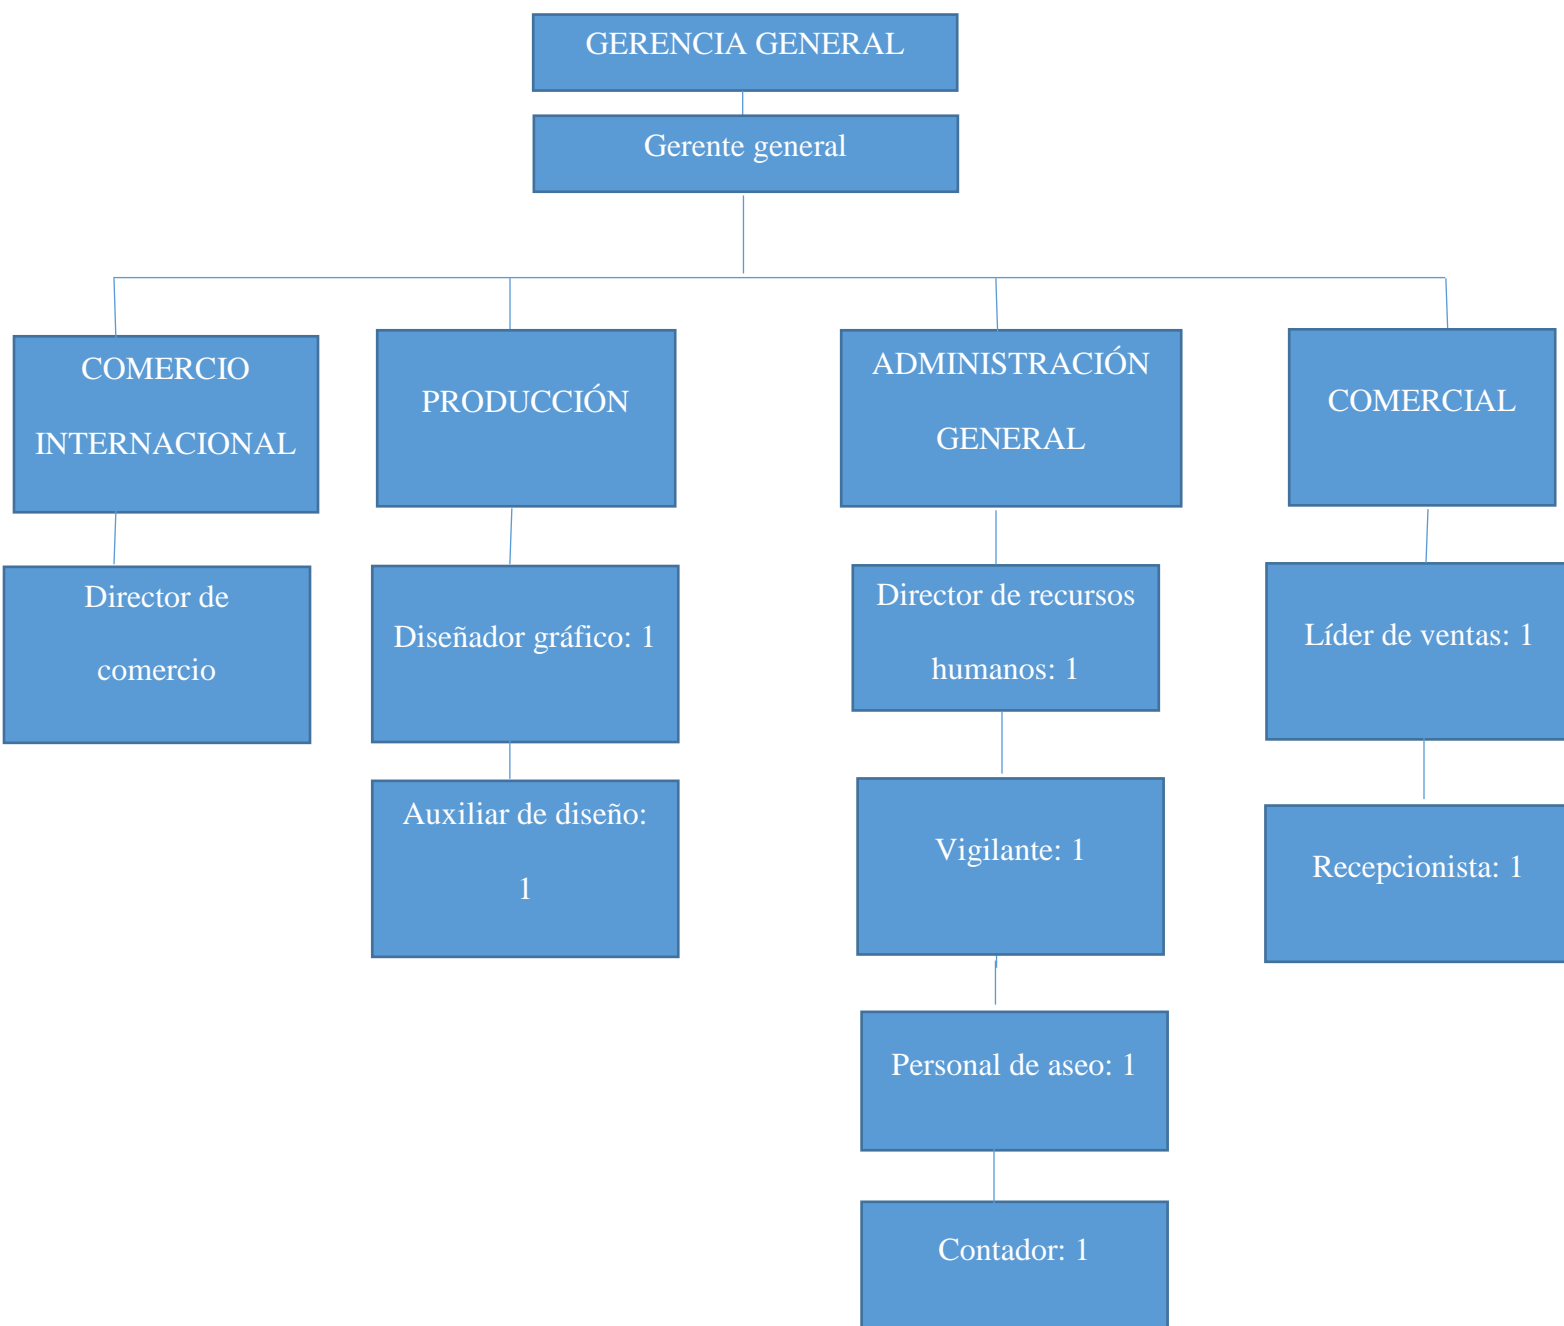 GERENCIA GENERAL
Gerente general
COMERCIO
INTERNACIONAL
PRODUCCIÓN
ADMINISTRACIÓN
GENERAL
COMERCIAL
Director de
comercio
Diseñador gráfico: 1
Director de recursos
humanos: 1
Líder de ventas: 1
Auxiliar de diseño:
1
Vigilante: 1
Recepcionista: 1
Personal de aseo: 1
Contador: 1